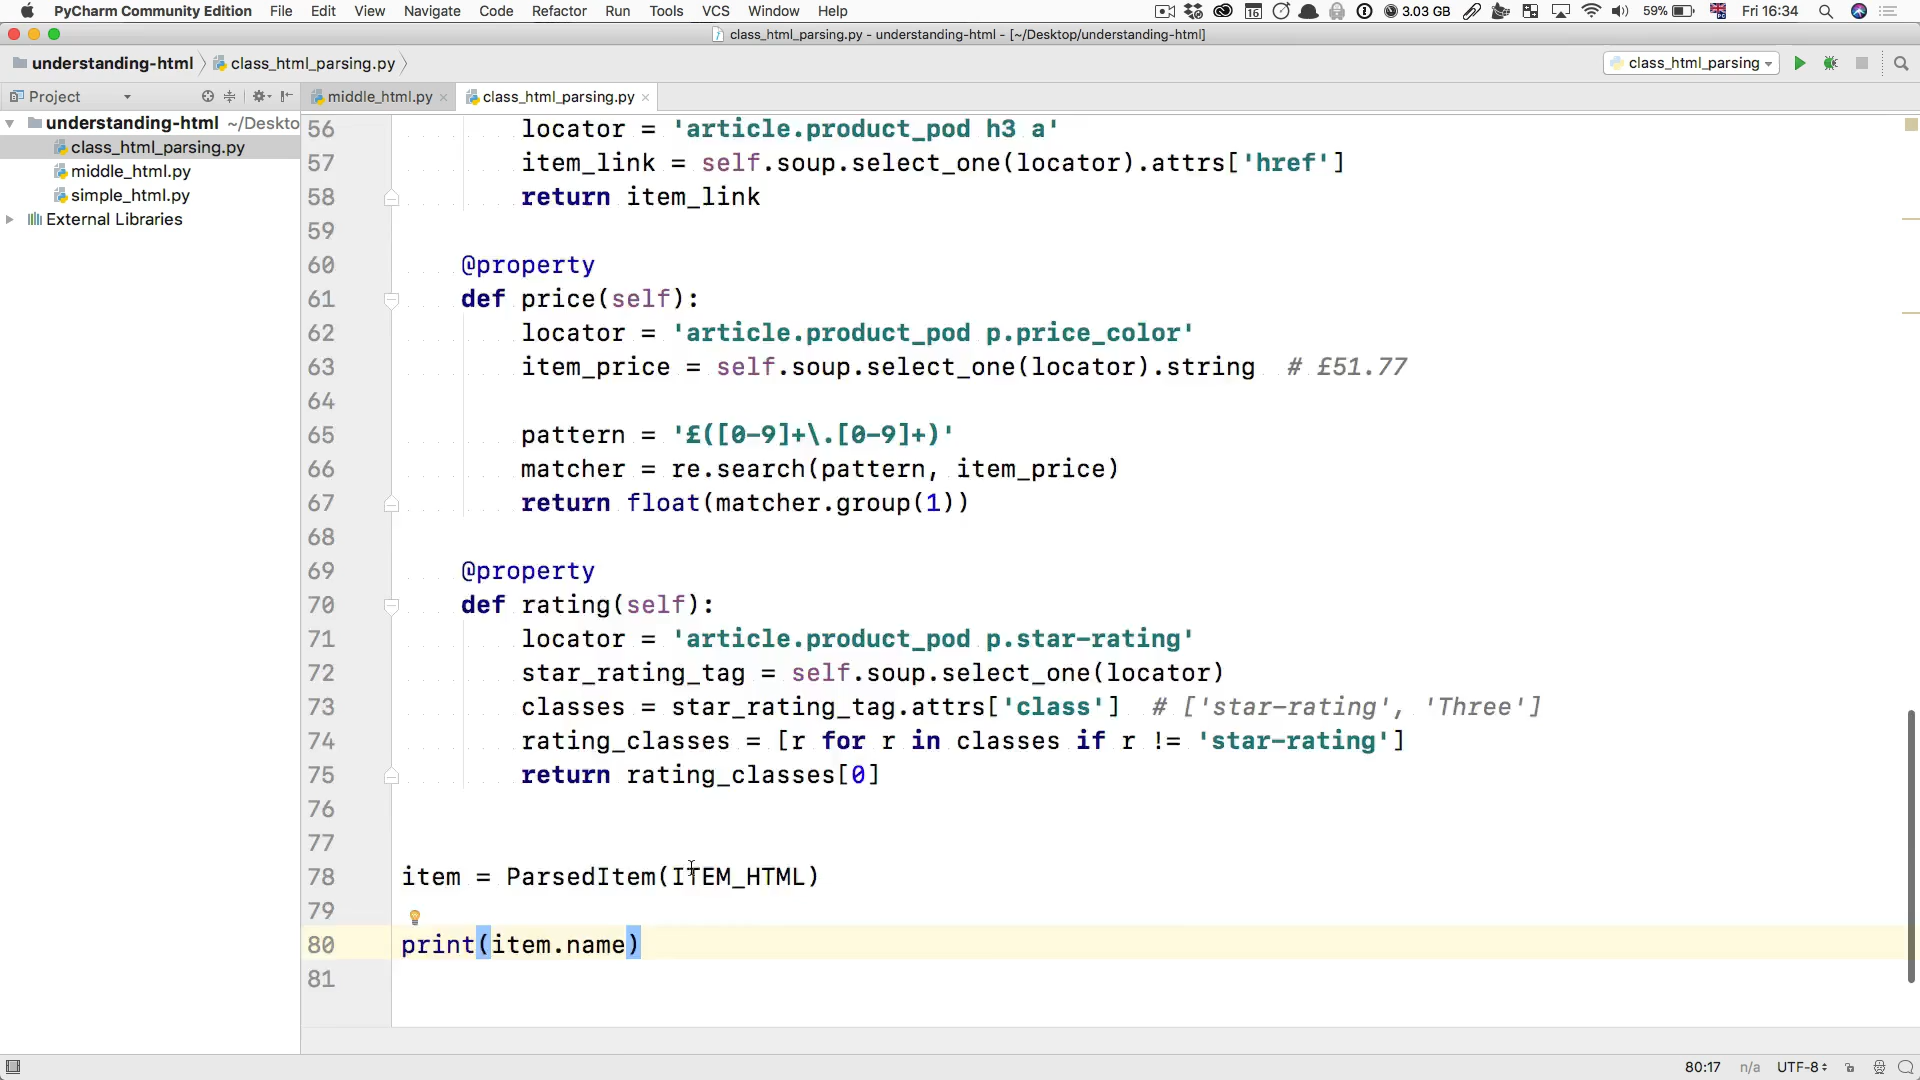 PyCharm Community Edition File Edit View Navigate Code Refactor Run Tools VCS Window Help 16 3.03 GB 59% Fri 16:34
class_html_parsing.py - understanding-html - [~/Desktop/understanding-html]
understanding-html class_html_parsing.py class_html_parsing
Project middle_html.py class_html_parsing.py
understanding-html ~/Deskto
class_html_parsing.py
middle_html.py
simple_html.py
External Libraries
56 locator = 'article.product_pod h3 a'
57 item_link = self.soup.select_one(locator).attrs['href']
58 return item_link
59
60 @property
61 def price(self):
62 locator = 'article.product_pod p.price_color'
63 item_price = self.soup.select_one(locator).string # £51.77
64
65 pattern = '£([0-9]+\.[0-9]+)'
66 matcher = re.search(pattern, item_price)
67 return float(matcher.group(1))
68
69 @property
70 def rating(self):
71 locator = 'article.product_pod p.star-rating'
72 star_rating_tag = self.soup.select_one(locator)
73 classes = star_rating_tag.attrs['class'] # ['star-rating', 'Three']
74 rating_classes = [r for r in classes if r != 'star-rating']
75 return rating_classes[0]
76
77
78 item = ParsedItem(ITEM_HTML)
79
80 print(item.name)
81
80:17 n/a UTF-8